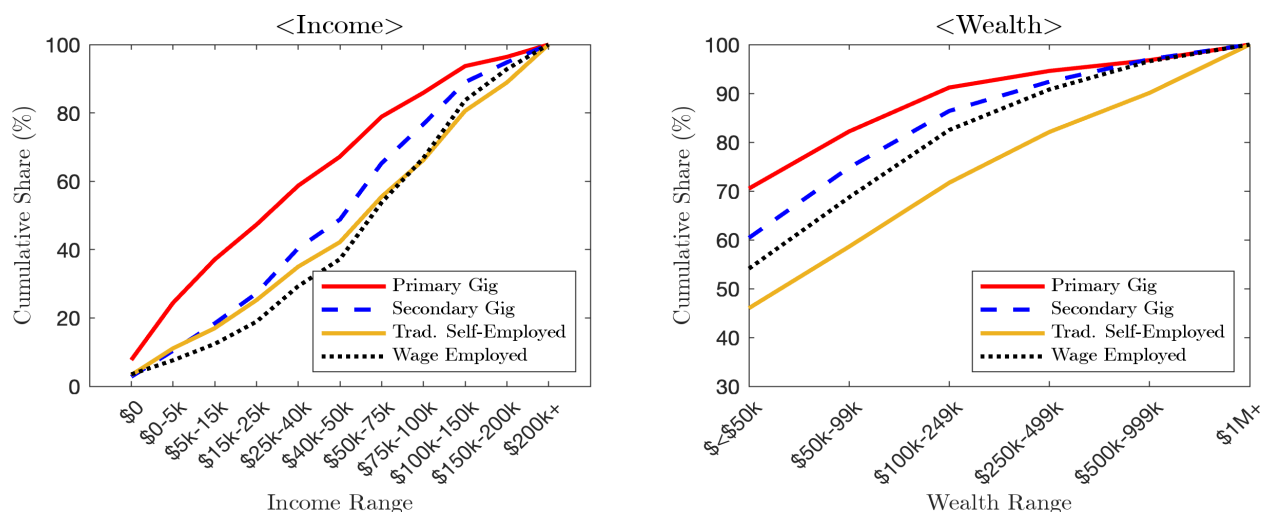 <Income>
Cumulative Share (%)
100
80
60
40
20
0
Primary Gig
Secondary Gig
Trad. Self-Employed
Wage Employed
$0
$0-5k
$5k-15k
$15k-25k
$25k-40k
$40k-50k
$50k-75k
$75k-100k
$100k-150k
$150k-200k
$200k+
Income Range
<Wealth>
Cumulative Share (%)
100
90
80
70
60
50
40
30
Primary Gig
Secondary Gig
Trad. Self-Employed
Wage Employed
$<$50k
$50k-99k
$100k-249k
$250k-499k
$500k-999k
$1M+
Wealth Range